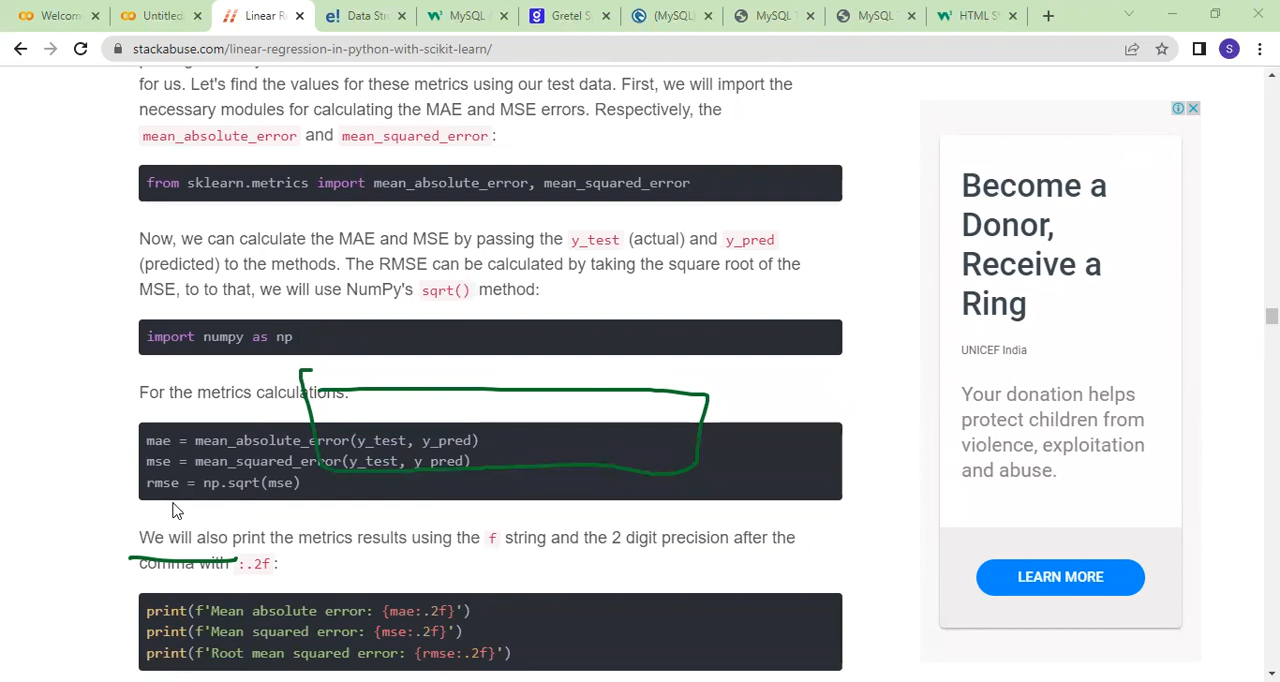 Welcom
Untitled
Linear R
Data Str
MySQL
Gretel S
(MySQL
MySQL T
MySQL
HTML S
stackabuse.com/linear-regression-in-python-with-scikit-learn/
S
for us. Let's find the values for these metrics using our test data. First, we will import the
necessary modules for calculating the MAE and MSE errors. Respectively, the
mean_absolute_error and mean_squared_error :
from sklearn.metrics import mean_absolute_error, mean_squared_error
Now, we can calculate the MAE and MSE by passing the y_test (actual) and y_pred
(predicted) to the methods. The RMSE can be calculated by taking the square root of the
MSE, to to that, we will use NumPy's sqrt() method:
import numpy as np
For the metrics calculations:
mae = mean_absolute_error(y_test, y_pred)
mse = mean_squared_error(y_test, y_pred)
rmse = np.sqrt(mse)
We will also print the metrics results using the f string and the 2 digit precision after the
comma with :.2f:
print(f'Mean absolute error: {mae:.2f}')
print(f'Mean squared error: {mse:.2f}')
print(f'Root mean squared error: {rmse:.2f}')
Become a
Donor,
Receive a
Ring
UNICEF India
Your donation helps
protect children from
violence, exploitation
and abuse.
LEARN MORE